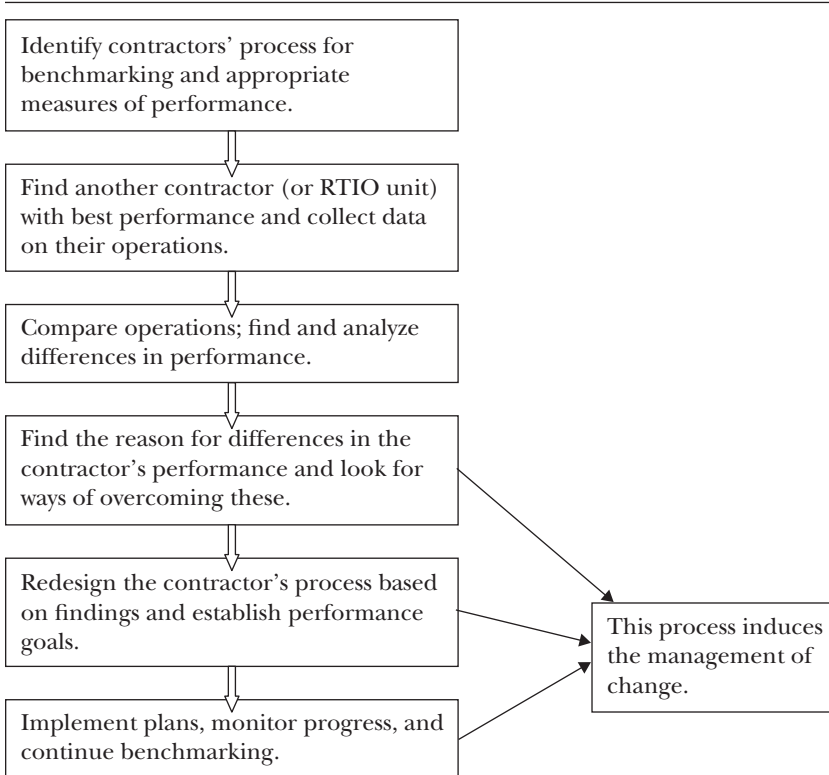 Identify contractors’ process for
benchmarking and appropriate
measures of performance.
Find another contractor (or RTIO unit)
with best performance and collect data
on their operations.
Compare operations; find and analyze
differences in performance.
Find the reason for differences in the
contractor’s performance and look for
ways of overcoming these.
Redesign the contractor’s process based
on findings and establish performance
goals.
This process induces
the management of
change.
Implement plans, monitor progress, and
continue benchmarking.